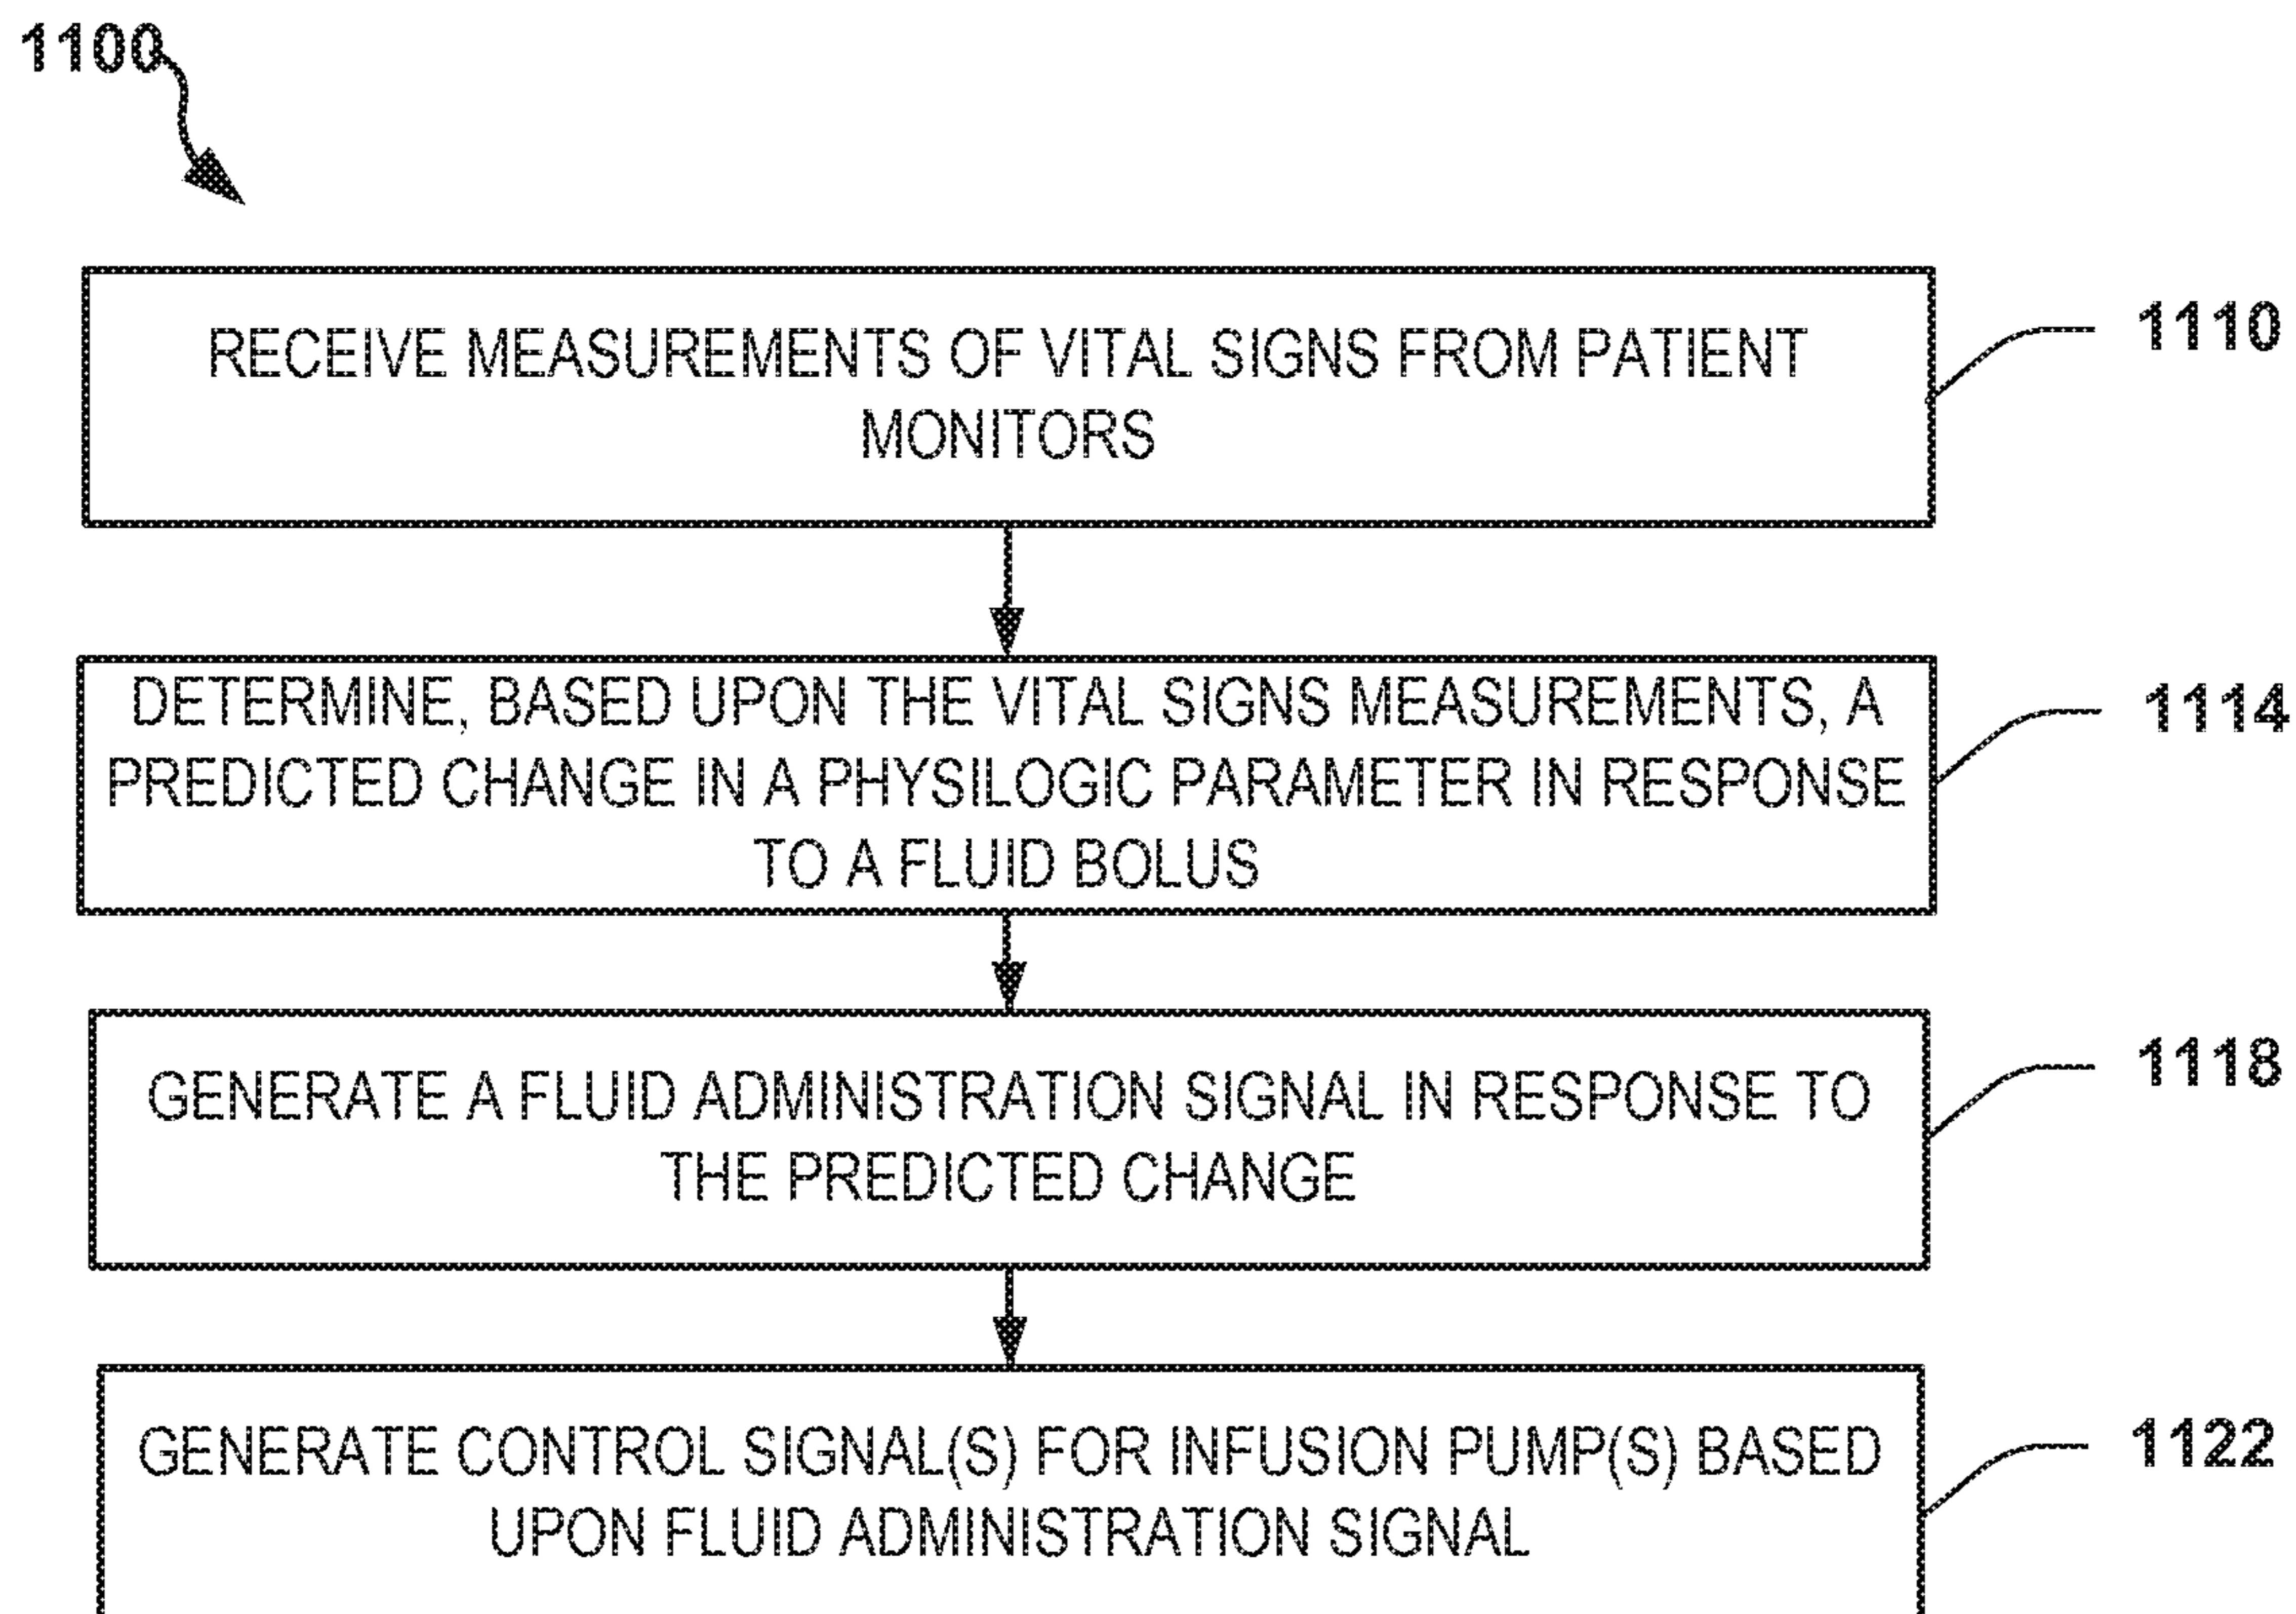 1100
RECEIVE MEASUREMENTS OF VITAL SIGNS FROM PATIENT
MONITORS
1110
DETERMINE, BASED UPON THE VITAL SIGNS MEASUREMENTS, A
PREDICTED CHANGE IN A PHYSILOGIC PARAMETER IN RESPONSE
TO A FLUID BOLUS
1114
GENERATE A FLUID ADMINISTRATION SIGNAL IN RESPONSE TO
THE PREDICTED CHANGE
1118
GENERATE CONTROL SIGNAL(S) FOR INFUSION PUMP(S) BASED
UPON FLUID ADMINISTRATION SIGNAL
1122